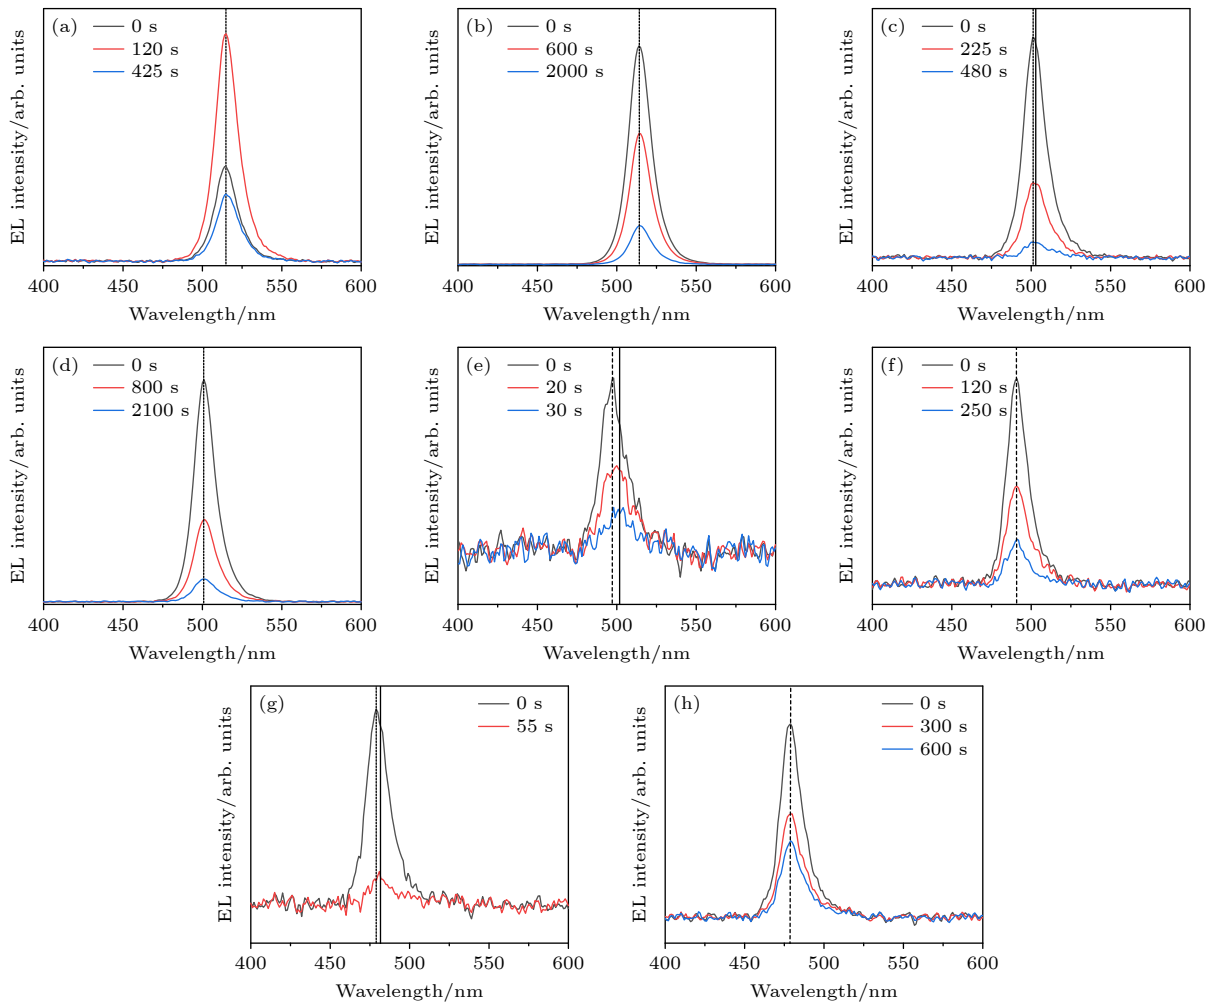 (a)
0 s
120 s
425 s
EL intensity/arb. units
400 450 500 550 600
Wavelength/nm
(b)
0 s
600 s
2000 s
EL intensity/arb. units
400 450 500 550 600
Wavelength/nm
(c)
0 s
225 s
480 s
EL intensity/arb. units
400 450 500 550 600
Wavelength/nm
(d)
0 s
800 s
2100 s
EL intensity/arb. units
400 450 500 550 600
Wavelength/nm
(e)
0 s
20 s
30 s
EL intensity/arb. units
400 450 500 550 600
Wavelength/nm
(f)
0 s
120 s
250 s
EL intensity/arb. units
400 450 500 550 600
Wavelength/nm
(g)
0 s
55 s
EL intensity/arb. units
400 450 500 550 600
Wavelength/nm
(h)
0 s
300 s
600 s
EL intensity/arb. units
400 450 500 550 600
Wavelength/nm